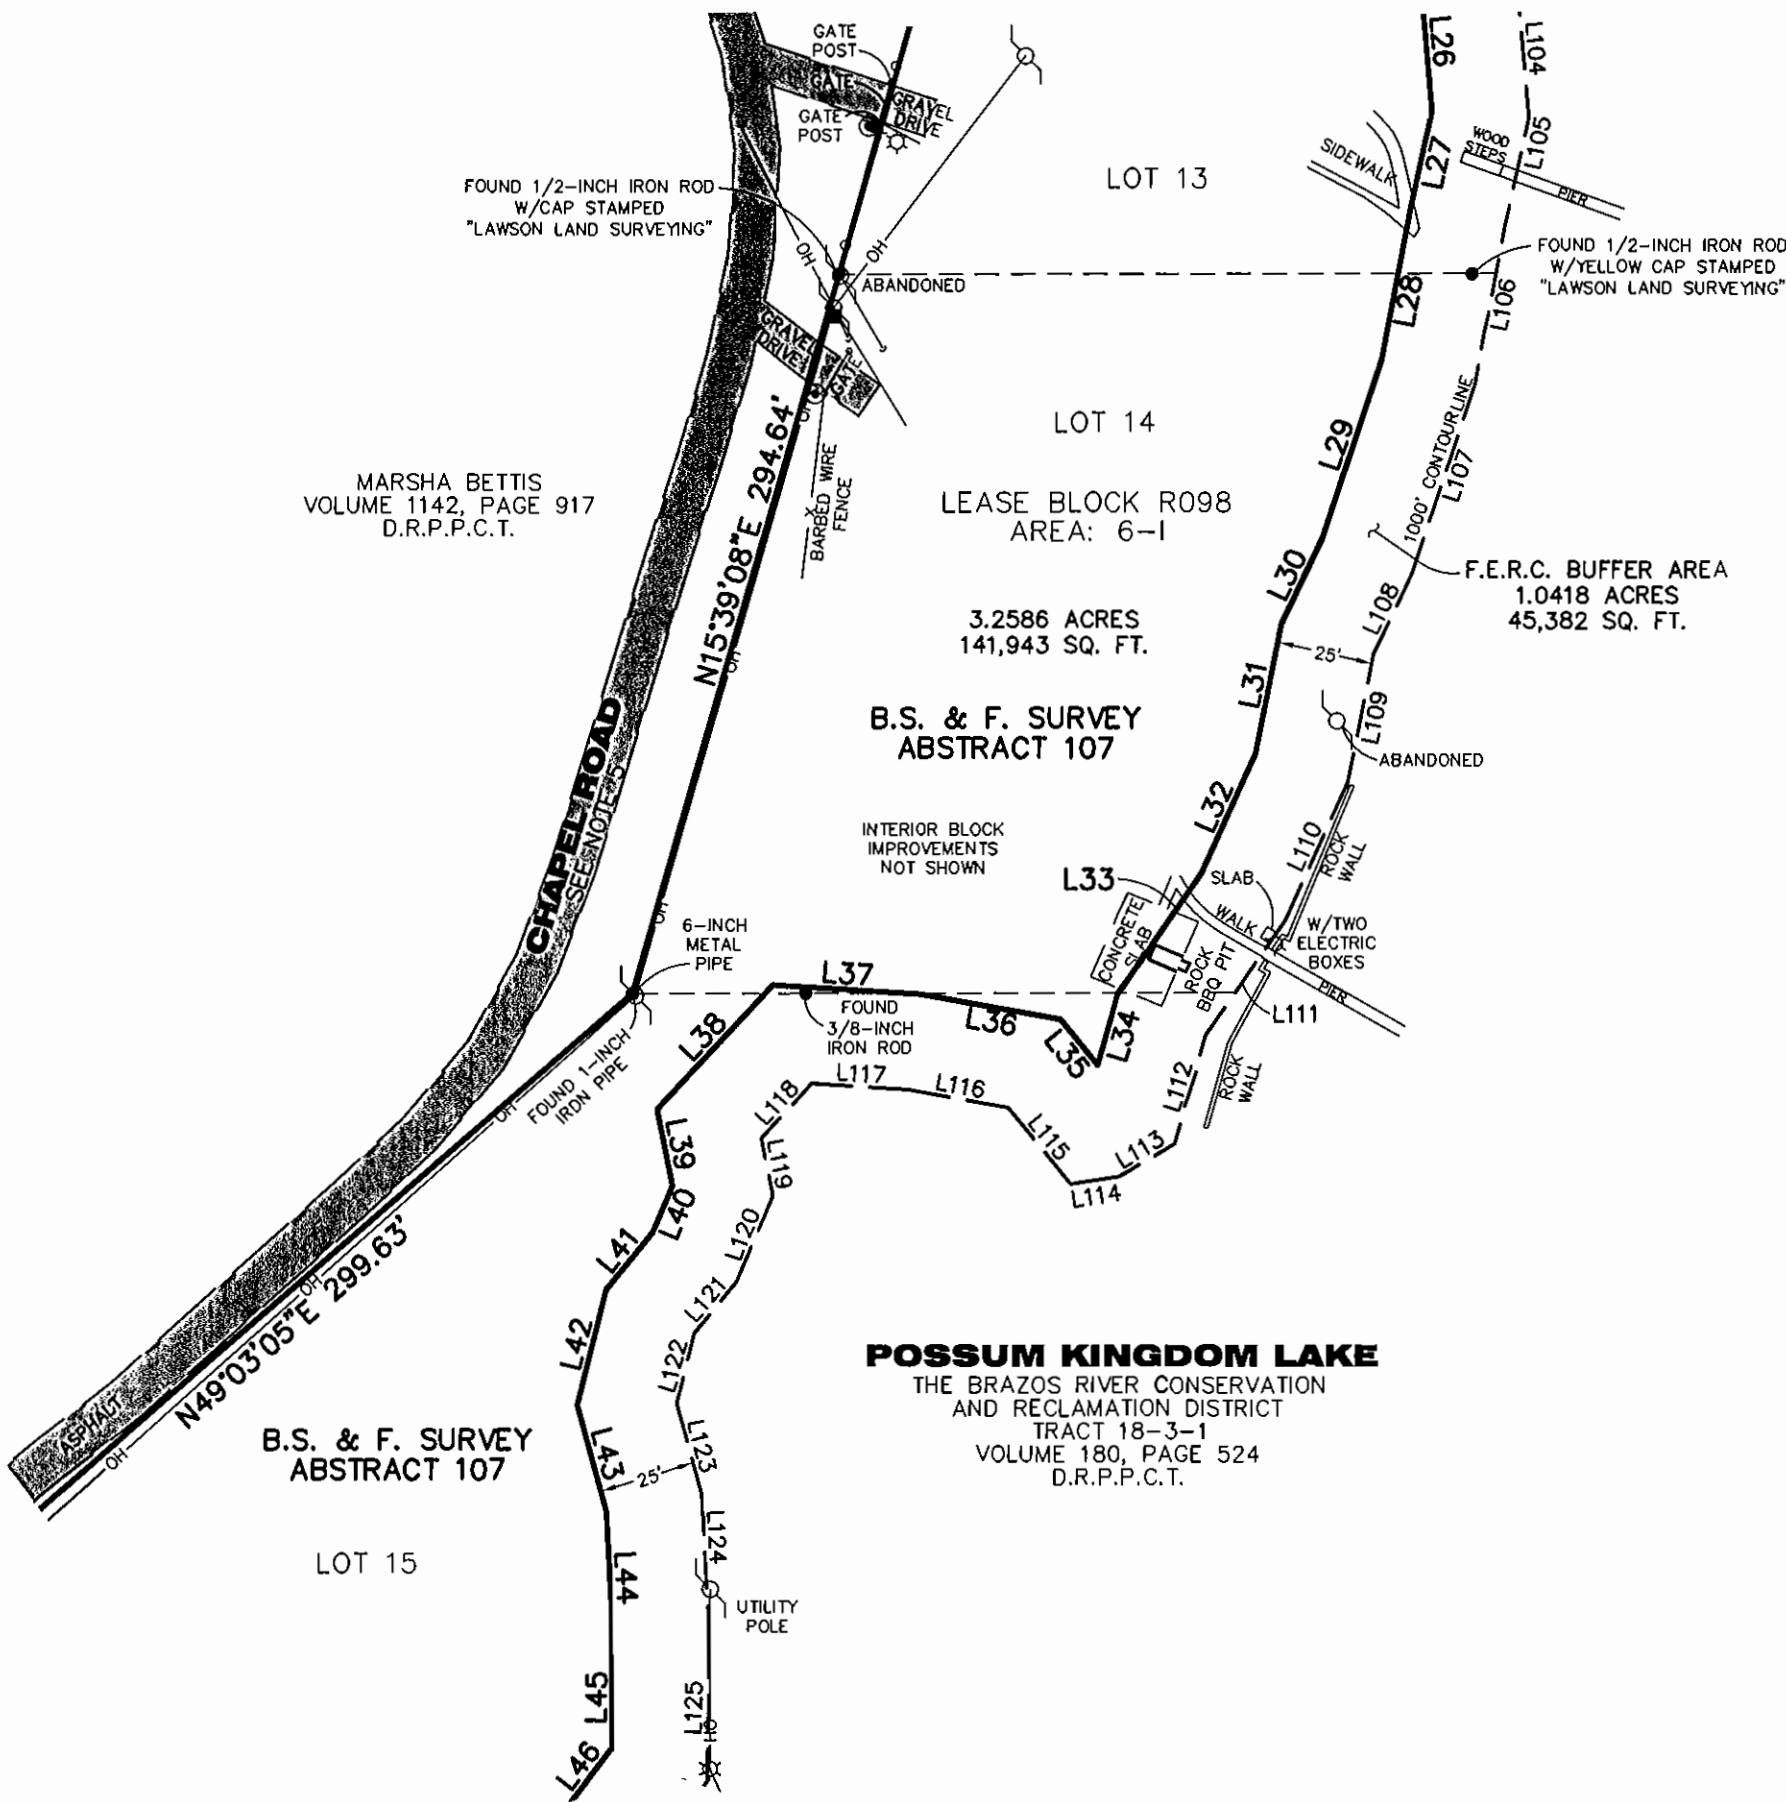 GATE
POST
GATE
GATE
POST
GRAVEL
DRIVE
L26
L104
L27
L105
WOOD
STEPS
PIER
SIDEWALK
LOT 13
FOUND 1/2-INCH IRON ROD
W/CAP STAMPED
"LAWSON LAND SURVEYING"
OH
OH
ABANDONED
FOUND 1/2-INCH IRON ROD
W/YELLOW CAP STAMPED
"LAWSON LAND SURVEYING"
L28
L106
GRAVEL
DRIVE
GATE
LOT 14
L29
1000' CONTOUR LINE
L107
MARSHA BETTIS
VOLUME 1142, PAGE 917
D.R.P.P.C.T.
N15°39'08"E 294.64'
X
BARBED WIRE
FENCE
LEASE BLOCK R098
AREA: 6-I
L30
L108
F.E.R.C. BUFFER AREA
1.0418 ACRES
45,382 SQ. FT.
3.2586 ACRES
141,943 SQ. FT.
25'
OH
L31
L109
CHAPEL ROAD
SEE NOTE 15
B.S. & F. SURVEY
ABSTRACT 107
ABANDONED
L32
L110
ROCK
WALL
INTERIOR BLOCK
IMPROVEMENTS
NOT SHOWN
L33
SLAB
WALK
W/TWO
ELECTRIC
BOXES
CONCRETE
SLAB
ROCK
BBQ PIT
PIER
OH
6-INCH
METAL
PIPE
L37
FOUND
3/8-INCH
IRON ROD
L36
L34
L35
L111
L38
FOUND 1-INCH
IRON PIPE
OH
L112
ROCK
WALL
L118
L117
L116
L115
L113
L114
L39
L119
L40
L120
L41
L121
OH
N49°03'05"E 299.63'
L42
L122
POSSUM KINGDOM LAKE
THE BRAZOS RIVER CONSERVATION
AND RECLAMATION DISTRICT
TRACT 18-3-1
VOLUME 180, PAGE 524
D.R.P.P.C.T.
ASPHALT
OH
B.S. & F. SURVEY
ABSTRACT 107
L43
25'
L123
LOT 15
L44
L124
UTILITY
POLE
L45
L125
OH
L46